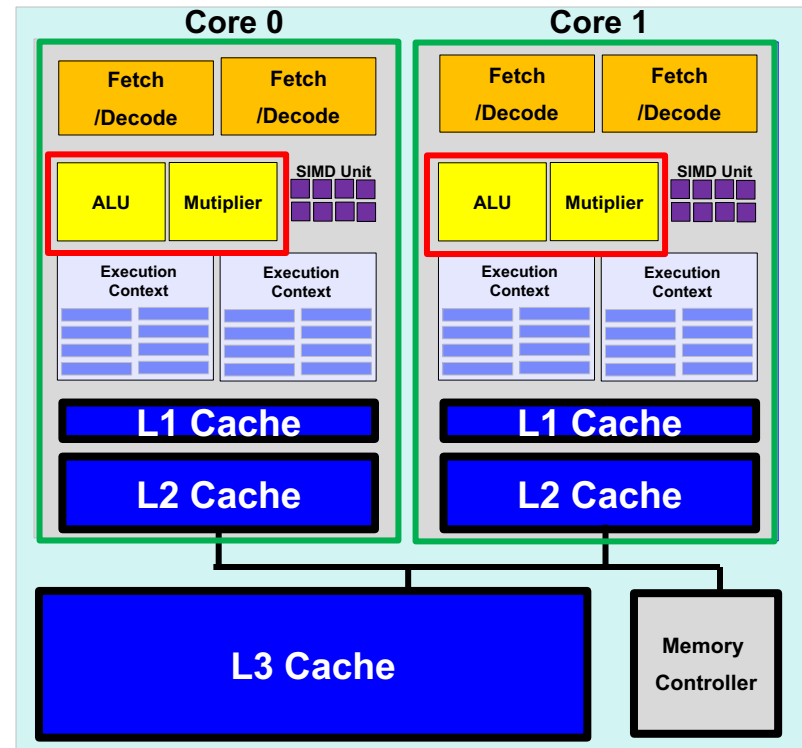 Core 0
Core 1
Fetch
/Decode
Fetch
/Decode
Fetch
/Decode
Fetch
/Decode
ALU
Mutiplier
SIMD Unit
ALU
Mutiplier
SIMD Unit
Execution
Context
Execution
Context
Execution
Context
Execution
Context
L1 Cache
L1 Cache
L2 Cache
L2 Cache
L3 Cache
Memory
Controller